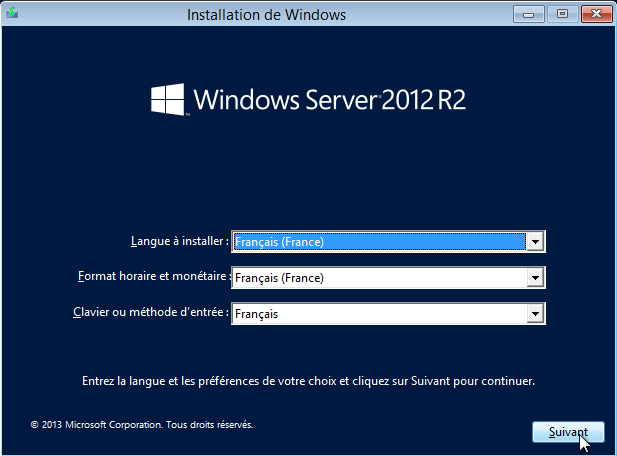 Installation de Windows
Windows Server 2012 R2
Langue à installer : Français (France)
Format horaire et monétaire : Français (France)
Clavier ou méthode d'entrée : Français
Entrez la langue et les préférences de votre choix et cliquez sur Suivant pour continuer.
© 2013 Microsoft Corporation. Tous droits réservés.
Suivant